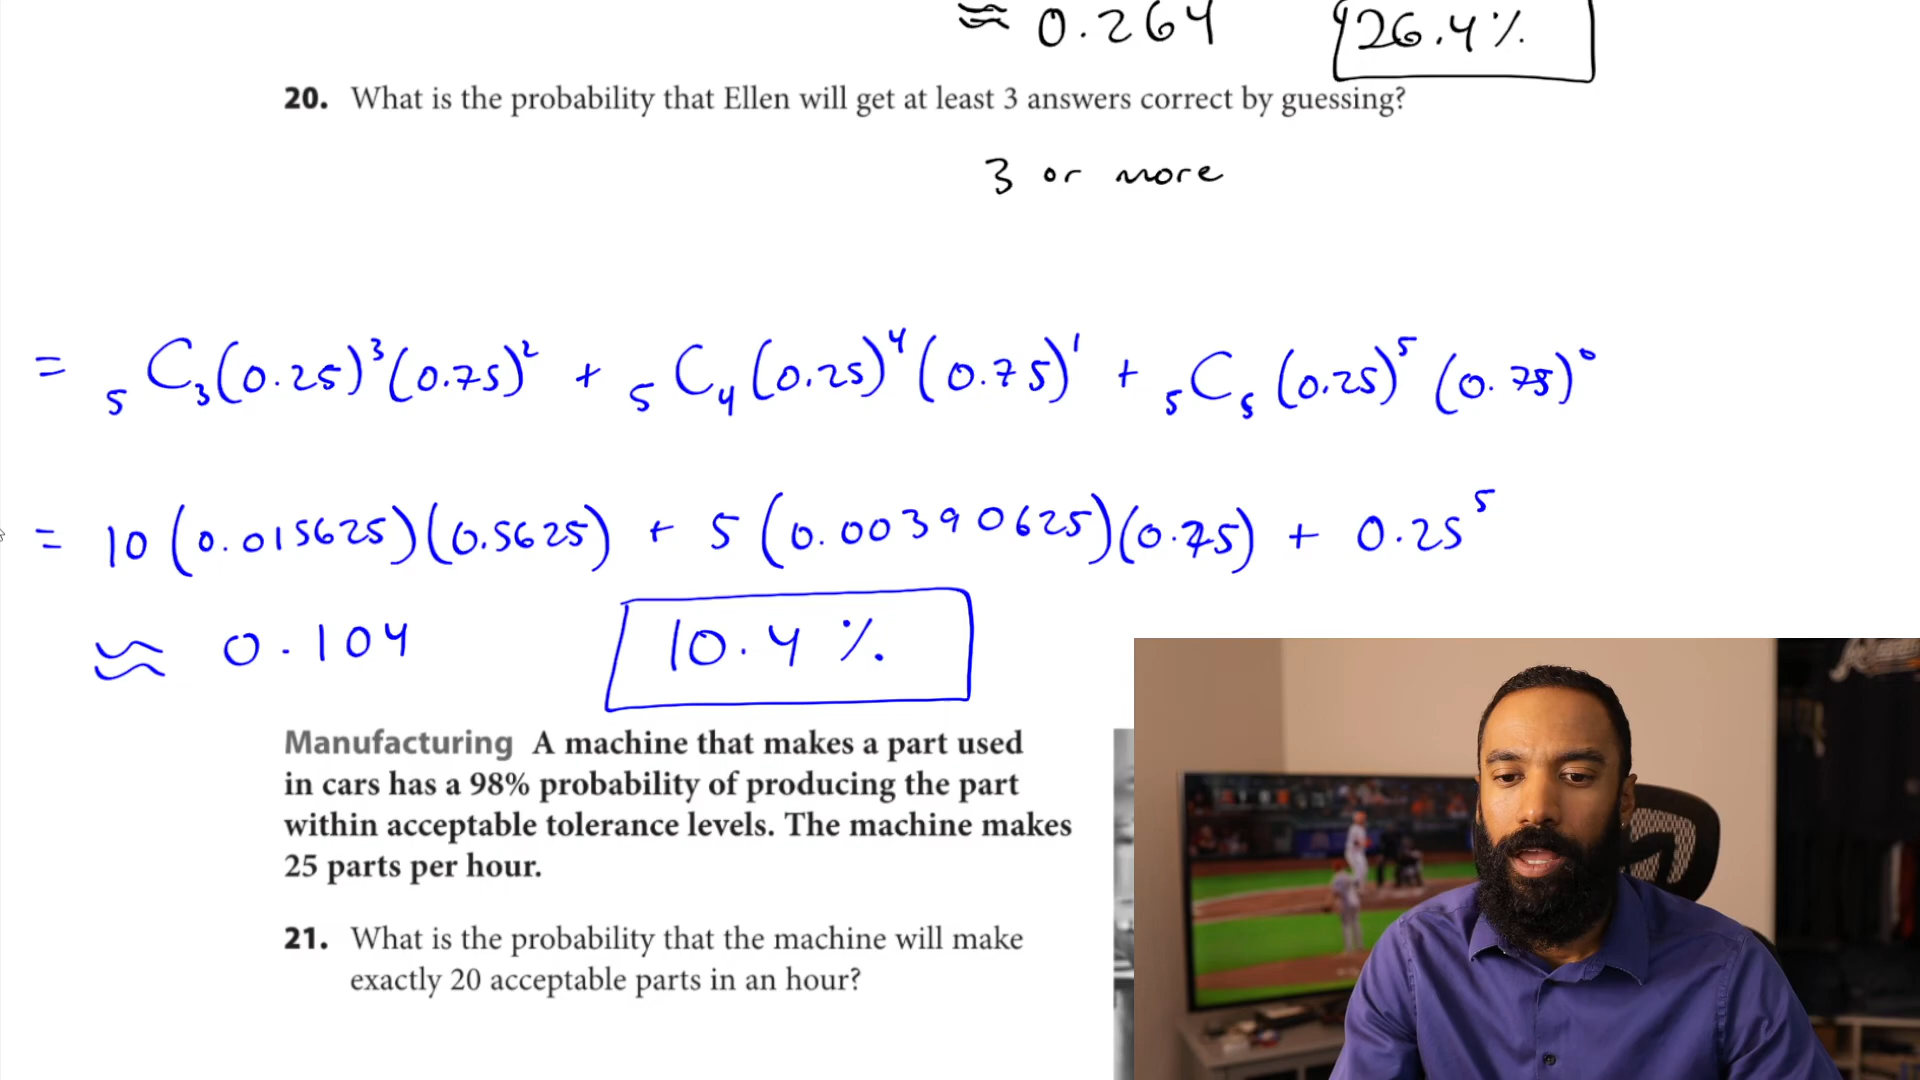 ≈ 0.264 26.4%
20. What is the probability that Ellen will get at least 3 answers correct by guessing?
3 or more
= ₅C₃(0.25)³(0.75)² + ₅C₄(0.25)⁴(0.75)¹ + ₅C₅(0.25)⁵(0.75)⁰
= 10(0.015625)(0.5625) + 5(0.00390625)(0.75) + 0.25⁵
≈ 0.104 10.4%
Manufacturing A machine that makes a part used
in cars has a 98% probability of producing the part
within acceptable tolerance levels. The machine makes
25 parts per hour.
21. What is the probability that the machine will make
exactly 20 acceptable parts in an hour?